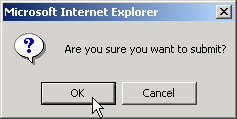 Microsoft Internet Explorer
Are you sure you want to submit?
OK
Cancel